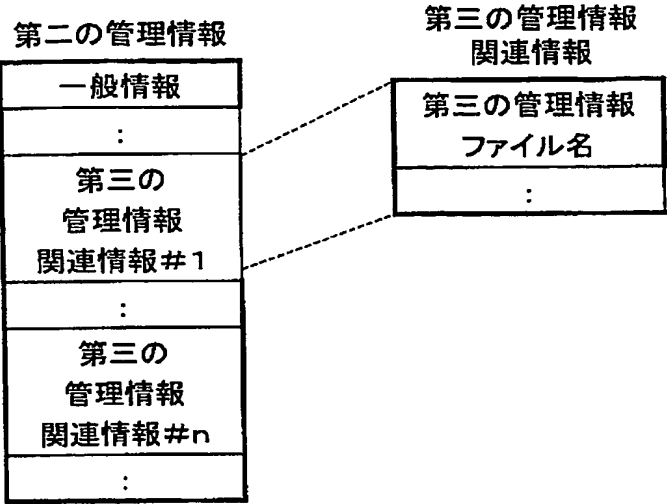 第二の管理情報
一般情報
:
第三の
管理情報
関連情報#1
:
第三の
管理情報
関連情報#n
:
第三の管理情報
関連情報
第三の管理情報
ファイル名
: